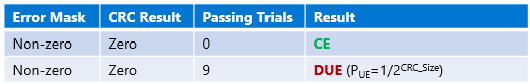 Error Mask CRC Result Passing Trials Result
Non-zero Zero 0 CE
Non-zero Zero 9 DUE (PUE=1/2CRC_Size)